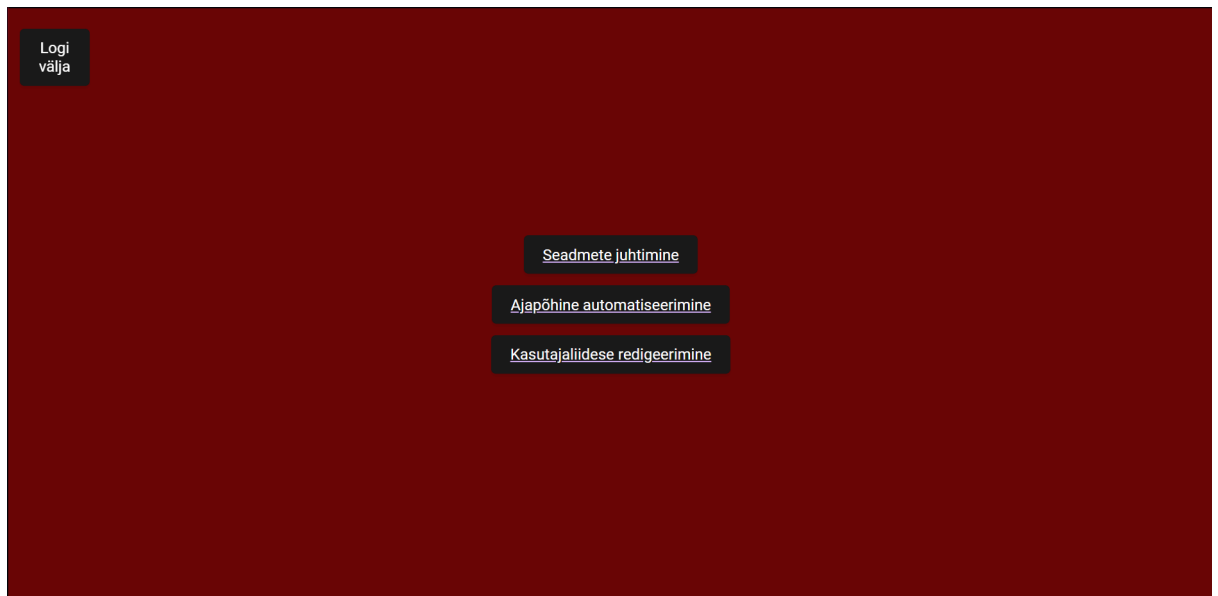 Logi
välja
Seadmete juhtimine
Ajapõhine automatiseerimine
Kasutajaliidese redigeerimine